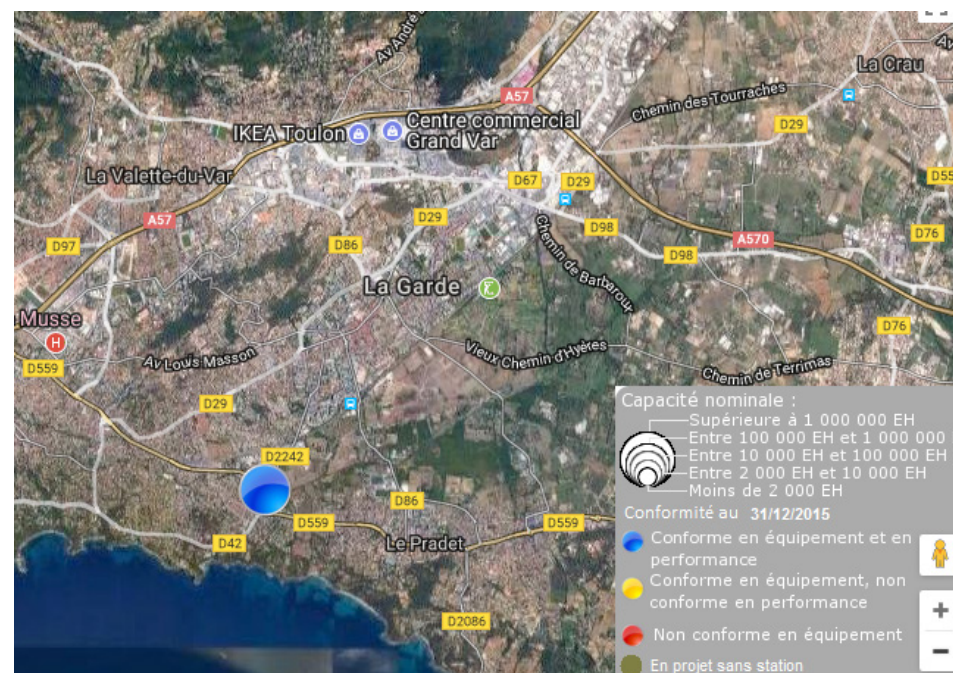 Av André
La Crau
A57
Chemin des Tourraches
IKEA Toulon
Centre commercial
Grand Var
D29
La Valette-du-Var
D67
D29
D55
A57
D29
D98
D97
D86
D98
A570
D76
Chemin de Barbaroux
La Garde
Musse
H
D76
D559
Av Louis Masson
Vieux Chemin d'Hyères
Chemin de Terrimas
D29
D2242
D86
D559
D559
D42
Le Pradet
D2086
Capacité nominale :
Supérieure à 1 000 000 EH
Entre 100 000 EH et 1 000 000
Entre 10 000 EH et 100 000 EH
Entre 2 000 EH et 10 000 EH
Moins de 2 000 EH
Conformité au 31/12/2015
Conforme en équipement et en
performance
Conforme en équipement, non
conforme en performance
Non conforme en équipement
En projet sans station
+
−